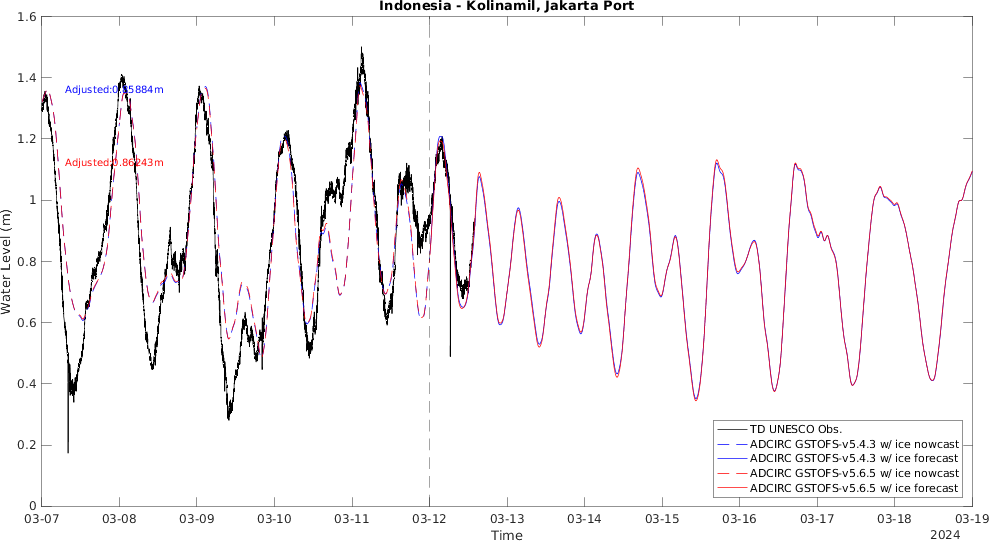 Indonesia - Kolinamil, Jakarta Port
Water Level (m)
1.6
1.4
1.2
1
0.8
0.6
0.4
0.2
0
Adjusted:0.85884m
Adjusted:0.86243m
TD UNESCO Obs.
ADCIRC GSTOFS-v5.4.3 w/ ice nowcast
ADCIRC GSTOFS-v5.4.3 w/ ice forecast
ADCIRC GSTOFS-v5.6.5 w/ ice nowcast
ADCIRC GSTOFS-v5.6.5 w/ ice forecast
03-07 03-08 03-09 03-10 03-11 03-12 03-13 03-14 03-15 03-16 03-17 03-18 03-19
Time
2024